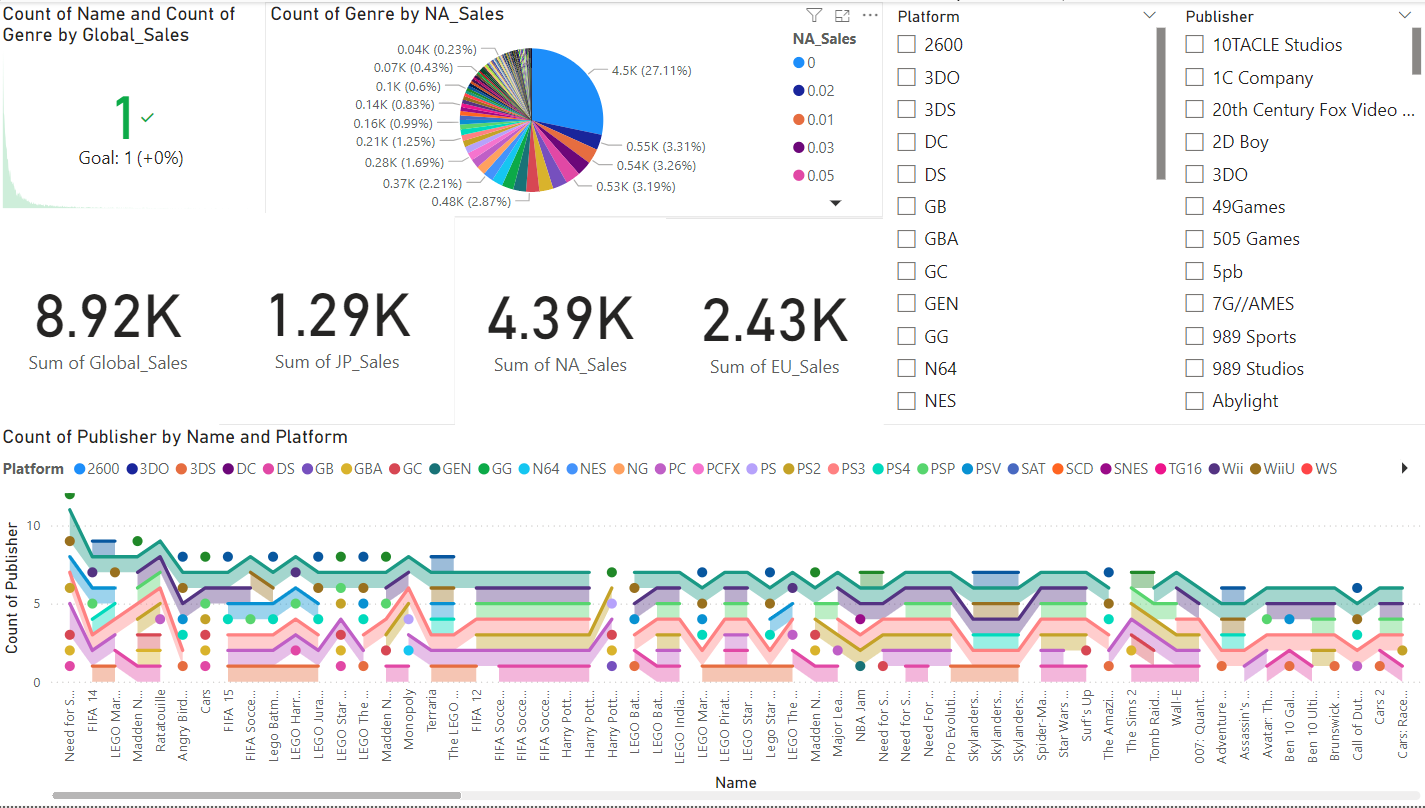 Count of Name and Count of
Genre by Global_Sales
1
Goal: 1 (+0%)
Count of Genre by NA_Sales
0.04K (0.23%)
0.07K (0.43%)
0.1K (0.6%)
0.14K (0.83%)
0.16K (0.99%)
0.21K (1.25%)
0.28K (1.69%)
0.37K (2.21%)
0.48K (2.87%)
4.5K (27.11%)
0.55K (3.31%)
0.54K (3.26%)
0.53K (3.19%)
NA_Sales
0
0.02
0.01
0.03
0.05
Platform
2600
3DO
3DS
DC
DS
GB
GBA
GC
GEN
GG
N64
NES
Publisher
10TACLE Studios
1C Company
20th Century Fox Video ...
2D Boy
3DO
49Games
505 Games
5pb
7G//AMES
989 Sports
989 Studios
Abylight
8.92K
Sum of Global_Sales
1.29K
Sum of JP_Sales
4.39K
Sum of NA_Sales
2.43K
Sum of EU_Sales
Count of Publisher by Name and Platform
Platform 2600 3DO 3DS DC DS GB GBA GC GEN GG N64 NES NG PC PCFX PS PS2 PS3 PS4 PSP PSV SAT SCD SNES TG16 Wii WiiU WS
Count of Publisher
10
5
0
Need for S...
FIFA 14
LEGO Mar...
Madden N...
Ratatouille
Angry Bird...
Cars
FIFA 15
FIFA Socce...
Lego Batm...
LEGO Harr...
LEGO Jura...
LEGO Star ...
LEGO The ...
Madden N...
Monopoly
Terraria
The LEGO ...
FIFA 12
FIFA Socce...
FIFA Socce...
FIFA Socce...
Harry Pott...
Harry Pott...
Harry Pott...
LEGO Bat...
LEGO Bat...
LEGO India...
LEGO Mar...
LEGO Pirat...
LEGO Star ...
Lego Star ...
LEGO The...
Madden N...
Major Lea...
NBA Jam
Need for S...
Need for S...
Need For ...
Pro Evoluti...
Skylanders...
Skylanders...
Skylanders...
Spider-Ma...
Star Wars ...
Surf's Up
The Amazi...
The Sims 2
Tomb Raid...
Wall-E
007: Quant...
Adventure ...
Assassin's ...
Avatar: Th...
Ben 10 Gal...
Ben 10 Ulti...
Brunswick ...
Call of Dut...
Cars 2
Cars: Race...
Name